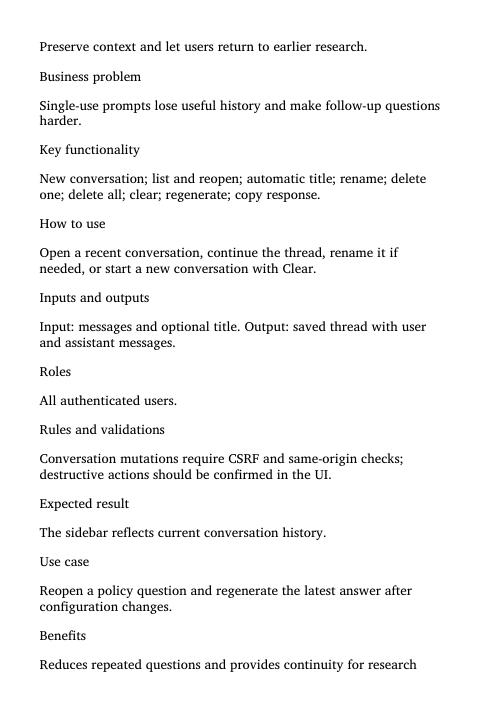 Preserve context and let users return to earlier research.
Business problem
Single-use prompts lose useful history and make follow-up questions
harder.
Key functionality
New conversation; list and reopen; automatic title; rename; delete
one; delete all; clear; regenerate; copy response.
How to use
Open a recent conversation, continue the thread, rename it if
needed, or start a new conversation with Clear.
Inputs and outputs
Input: messages and optional title. Output: saved thread with user
and assistant messages.
Roles
All authenticated users.
Rules and validations
Conversation mutations require CSRF and same-origin checks;
destructive actions should be confirmed in the UI.
Expected result
The sidebar reflects current conversation history.
Use case
Reopen a policy question and regenerate the latest answer after
configuration changes.
Benefits
Reduces repeated questions and provides continuity for research